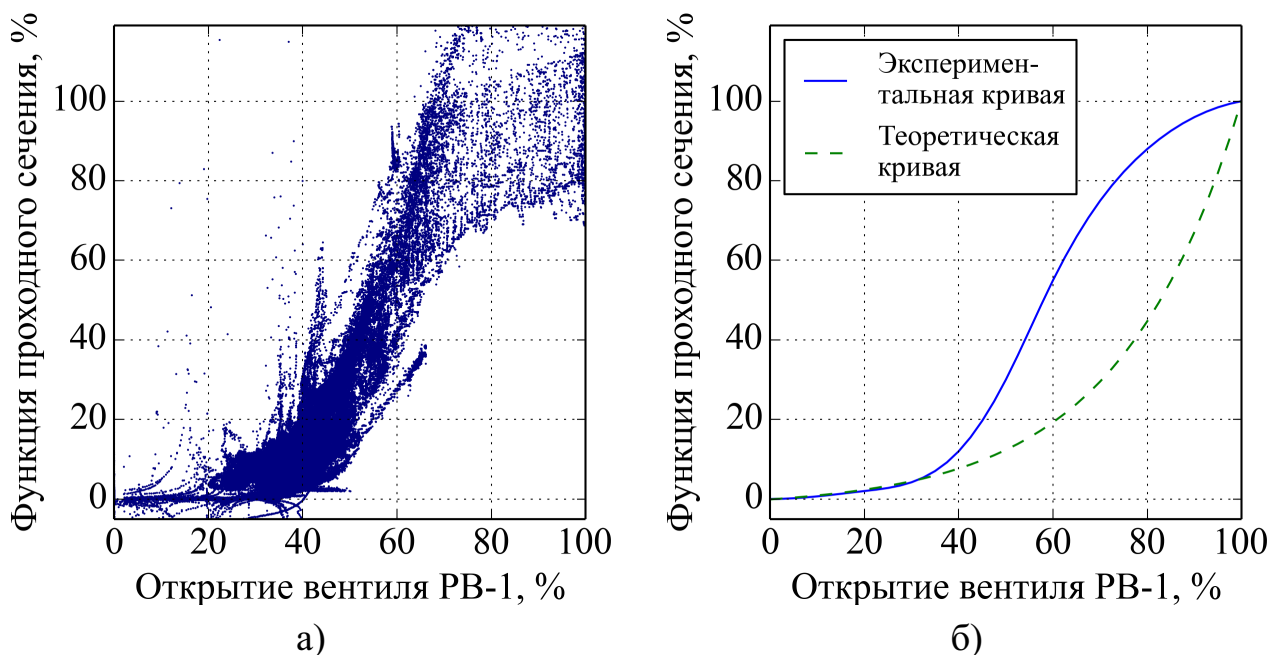 Функция проходного сечения, %
100
80
60
40
20
0
0 20 40 60 80 100
Открытие вентиля РВ-1, %
а)
Функция проходного сечения, %
100
80
60
40
20
0
0 20 40 60 80 100
Открытие вентиля РВ-1, %
б)
Эксперимен-
тальная кривая
Теоретическая
кривая